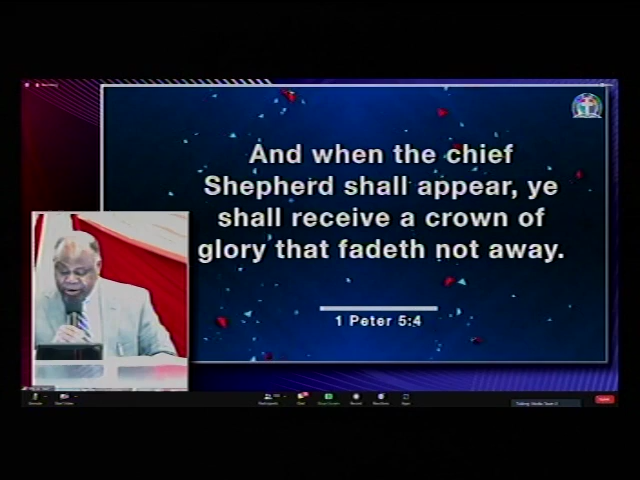 And when the chief
Shepherd shall appear, ye
shall receive a crown of
glory that fadeth not away.
1 Peter 5:4